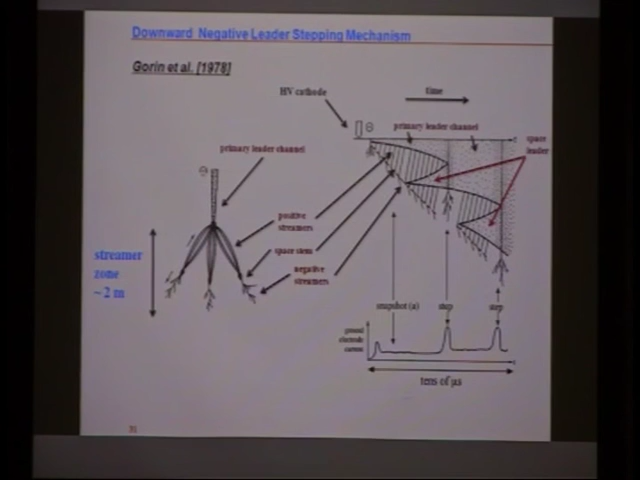 Downward Negative Leader Stepping Mechanism
Gorin et al. [1978]
HV cathode
time
primary leader channel
t
space
leader
primary leader channel
positive
streamers
space stem
negative
streamers
streamer
zone
~ 2 m
snapshot (a)
step
step
ground
electrode
current
t
tens of µs
31